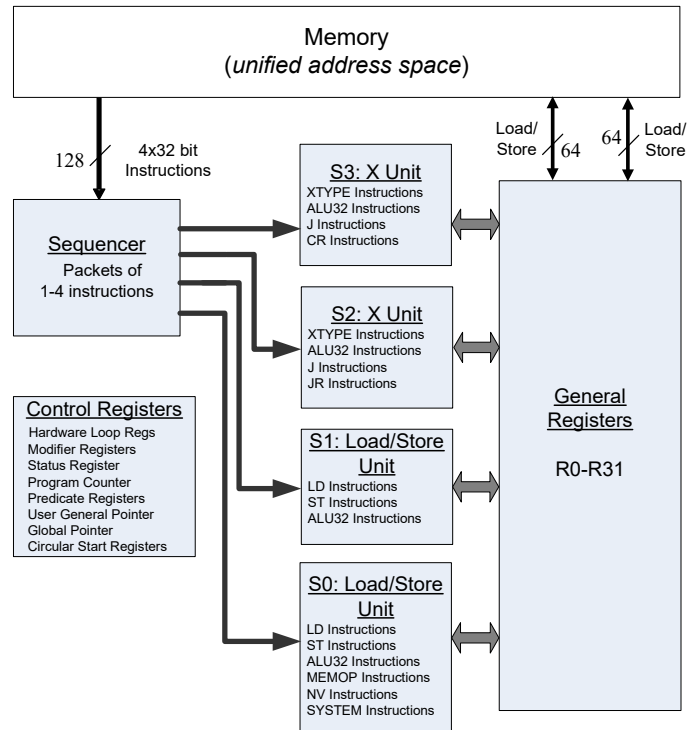 Memory
(unified address space)
128
4x32 bit
Instructions
Load/
Store
64
64
Load/
Store
Sequencer
Packets of
1-4 instructions
S3: X Unit
XTYPE Instructions
ALU32 Instructions
J Instructions
CR Instructions
S2: X Unit
XTYPE Instructions
ALU32 Instructions
J Instructions
JR Instructions
S1: Load/Store
Unit
LD Instructions
ST Instructions
ALU32 Instructions
S0: Load/Store
Unit
LD Instructions
ST Instructions
ALU32 Instructions
MEMOP Instructions
NV Instructions
SYSTEM Instructions
General
Registers
R0-R31
Control Registers
Hardware Loop Regs
Modifier Registers
Status Register
Program Counter
Predicate Registers
User General Pointer
Global Pointer
Circular Start Registers